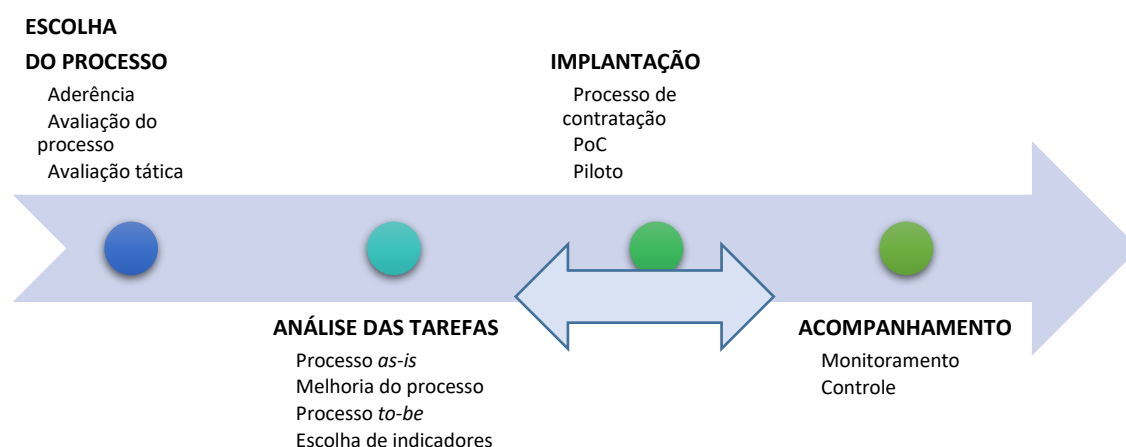 ESCOLHA
DO PROCESSO
Aderência
Avaliação do
processo
Avaliação tática
IMPLANTAÇÃO
Processo de
contratação
PoC
Piloto
ANÁLISE DAS TAREFAS
Processo as-is
Melhoria do processo
Processo to-be
Escolha de indicadores
ACOMPANHAMENTO
Monitoramento
Controle